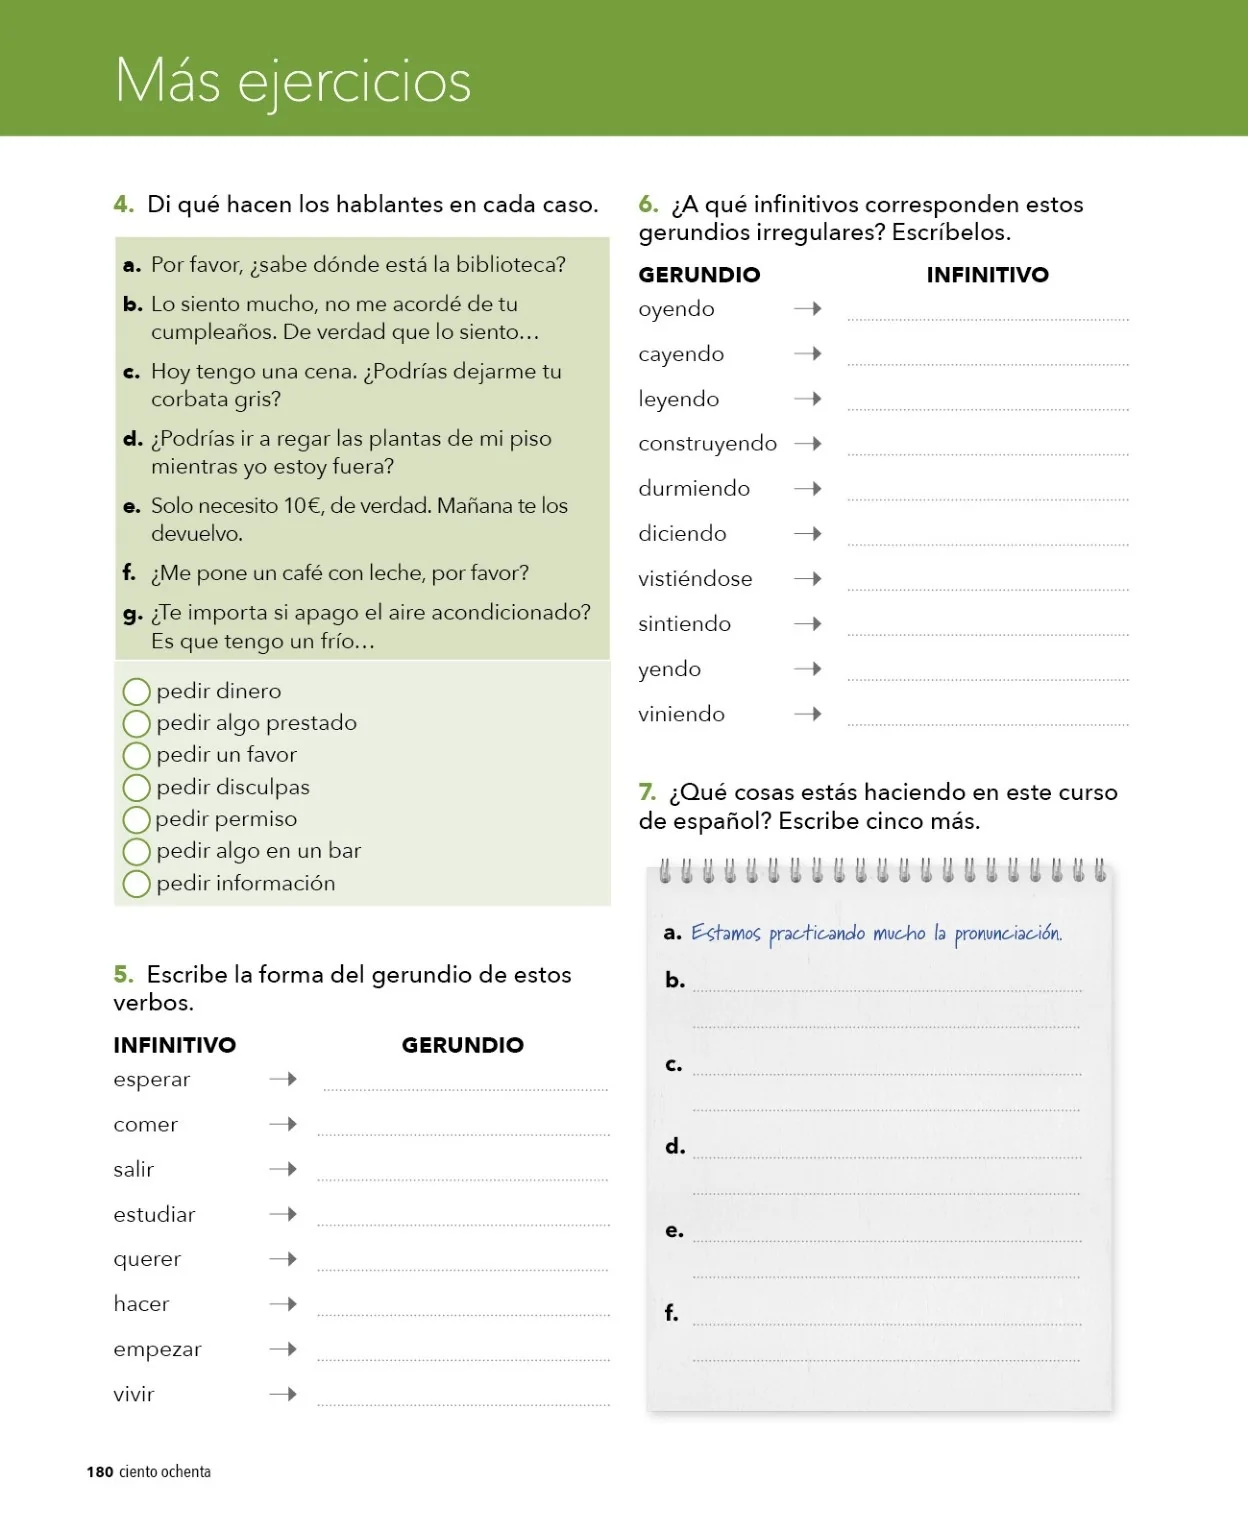 Más ejercicios
4. Di qué hacen los hablantes en cada caso.
a. Por favor, ¿sabe dónde está la biblioteca?
b. Lo siento mucho, no me acordé de tu
cumpleaños. De verdad que lo siento...
c. Hoy tengo una cena. ¿Podrías dejarme tu
corbata gris?
d. ¿Podrías ir a regar las plantas de mi piso
mientras yo estoy fuera?
e. Solo necesito 10€, de verdad. Mañana te los
devuelvo.
f. ¿Me pone un café con leche, por favor?
g. ¿Te importa si apago el aire acondicionado?
Es que tengo un frío...
pedir dinero
pedir algo prestado
pedir un favor
pedir disculpas
pedir permiso
pedir algo en un bar
pedir información
5. Escribe la forma del gerundio de estos
verbos.
INFINITIVO GERUNDIO
esperar →
comer →
salir →
estudiar →
querer →
hacer →
empezar →
vivir →
6. ¿A qué infinitivos corresponden estos
gerundios irregulares? Escríbelos.
GERUNDIO INFINITIVO
oyendo →
cayendo →
leyendo →
construyendo →
durmiendo →
diciendo →
vistiéndose →
sintiendo →
yendo →
viniendo →
7. ¿Qué cosas estás haciendo en este curso
de español? Escribe cinco más.
a. Estamos practicando mucho la pronunciación.
b.
c.
d.
e.
f.
180 ciento ochenta